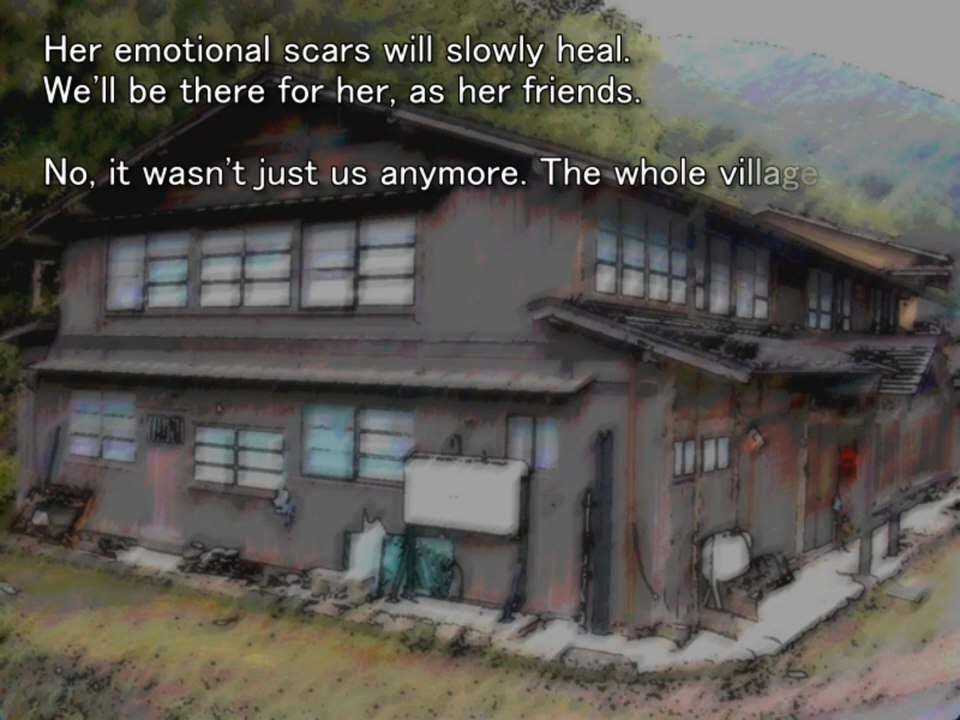 Her emotional scars will slowly heal.
We'll be there for her, as her friends.
No, it wasn't just us anymore. The whole village